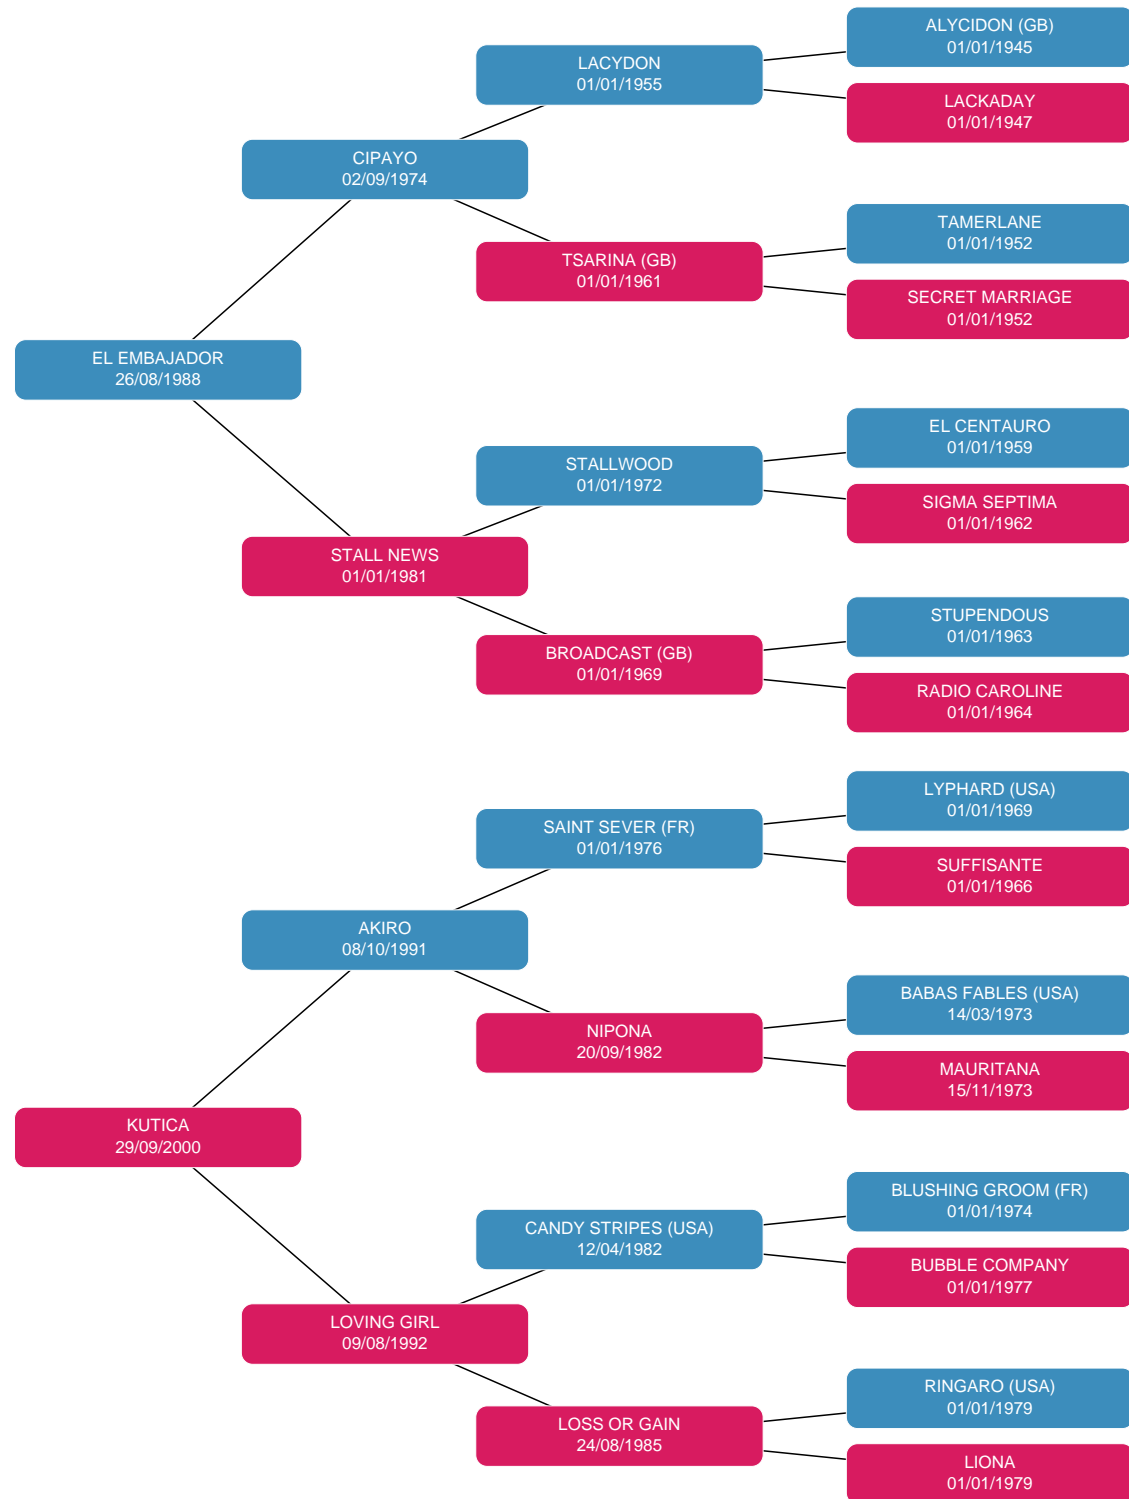 ALYCIDON (GB)
01/01/1945
LACYDON
01/01/1955
LACKADAY
01/01/1947
CIPAYO
02/09/1974
TAMERLANE
01/01/1952
TSARINA (GB)
01/01/1961
SECRET MARRIAGE
01/01/1952
EL EMBAJADOR
26/08/1988
EL CENTAURO
01/01/1959
STALLWOOD
01/01/1972
SIGMA SEPTIMA
01/01/1962
STALL NEWS
01/01/1981
STUPENDOUS
01/01/1963
BROADCAST (GB)
01/01/1969
RADIO CAROLINE
01/01/1964
LYPHARD (USA)
01/01/1969
SAINT SEVER (FR)
01/01/1976
SUFFISANTE
01/01/1966
AKIRO
08/10/1991
BABAS FABLES (USA)
14/03/1973
NIPONA
20/09/1982
MAURITANA
15/11/1973
KUTICA
29/09/2000
BLUSHING GROOM (FR)
01/01/1974
CANDY STRIPES (USA)
12/04/1982
BUBBLE COMPANY
01/01/1977
LOVING GIRL
09/08/1992
RINGARO (USA)
01/01/1979
LOSS OR GAIN
24/08/1985
LIONA
01/01/1979